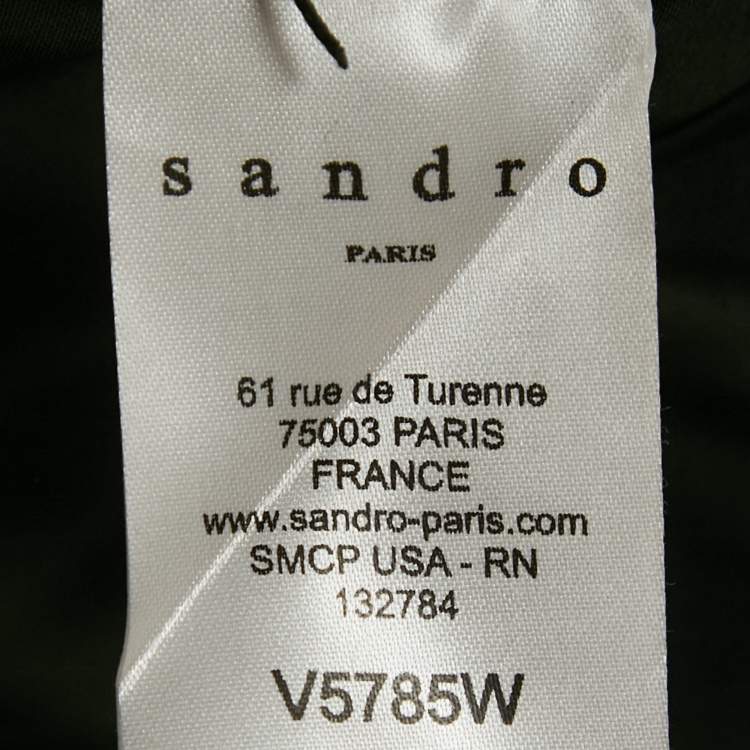 sandro
PARIS
61 rue de Turenne
75003 PARIS
FRANCE
www.sandro-paris.com
SMCP USA - RN
132784
V5785W